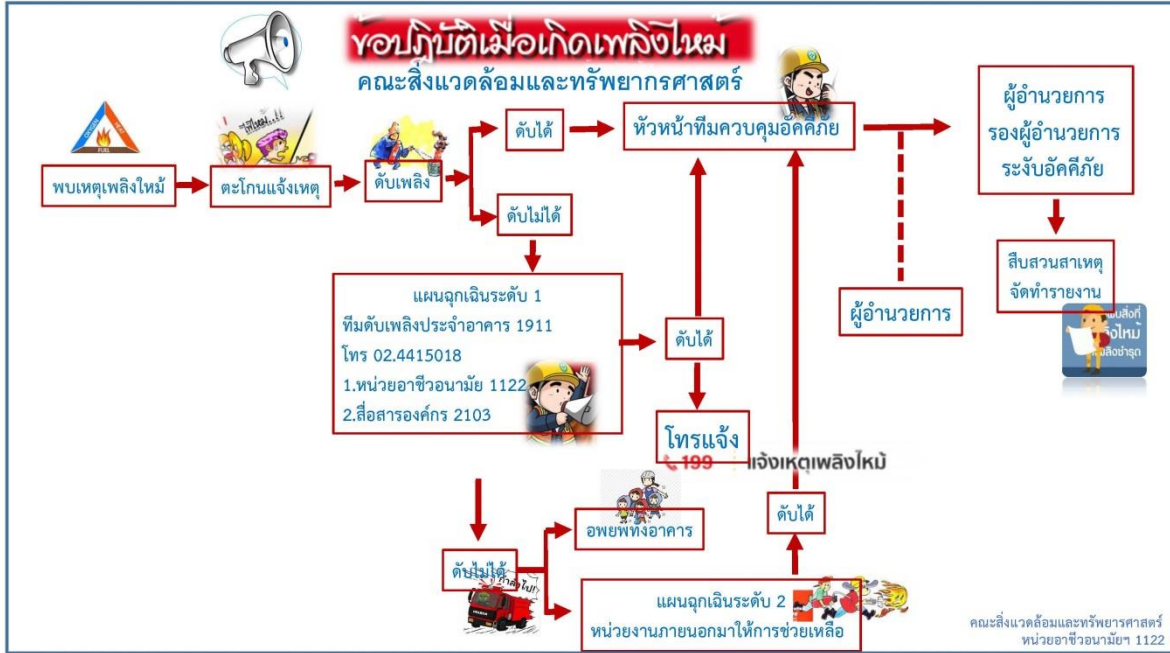 ข้อปฏิบัติเมื่อเกิดเพลิงไหม้
คณะสิ่งแวดล้อมและทรัพยากรศาสตร์
พบเหตุเพลิงใหม้
FUEL
ตะโกนแจ้งเหตุ
ดับเพลิง
ดับได้
ดับไม่ได้
หัวหน้าทีมควบคุมอัคคีภัย
ผู้อำนวยการ
รองผู้อำนวยการ
ระงับอัคคีภัย
สืบสวนสาเหตุ
จัดทำรายงาน
ผู้อำนวยการ
แผนฉุกเฉินระดับ 1
ทีมดับเพลิงประจำอาคาร 1911
โทร 02.4415018
1.หน่วยอาชีวอนามัย 1122
2.สื่อสารองค์กร 2103
ดับได้
โทรแจ้ง
199 แจ้งเหตุเพลิงไหม้
ดับไม่ได้
อพยพทั้งอาคาร
ดับได้
แผนฉุกเฉินระดับ 2
หน่วยงานภายนอกมาให้การช่วยเหลือ
คณะสิ่งแวดล้อมและทรัพยารศาสตร์
หน่วยอาชีวอนามัยฯ 1122